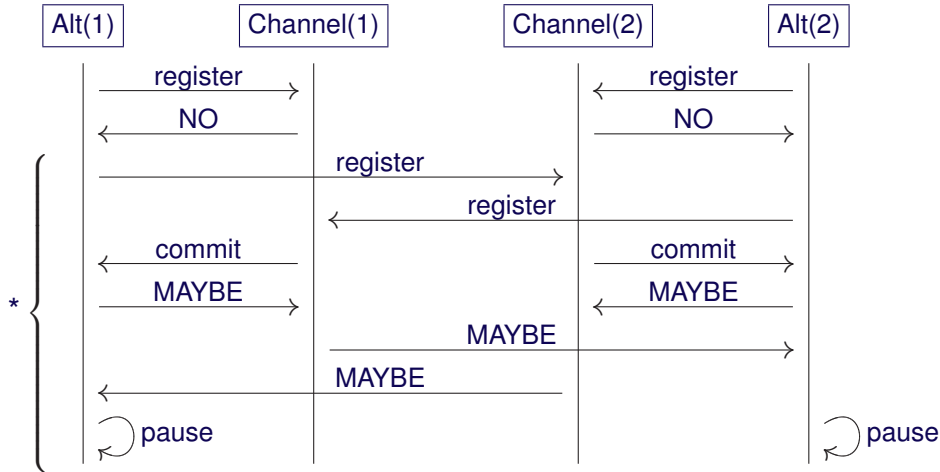 Alt(1) Channel(1) Channel(2) Alt(2)
register register
NO NO
register
register
commit commit
MAYBE MAYBE
* 
MAYBE
MAYBE
pause pause